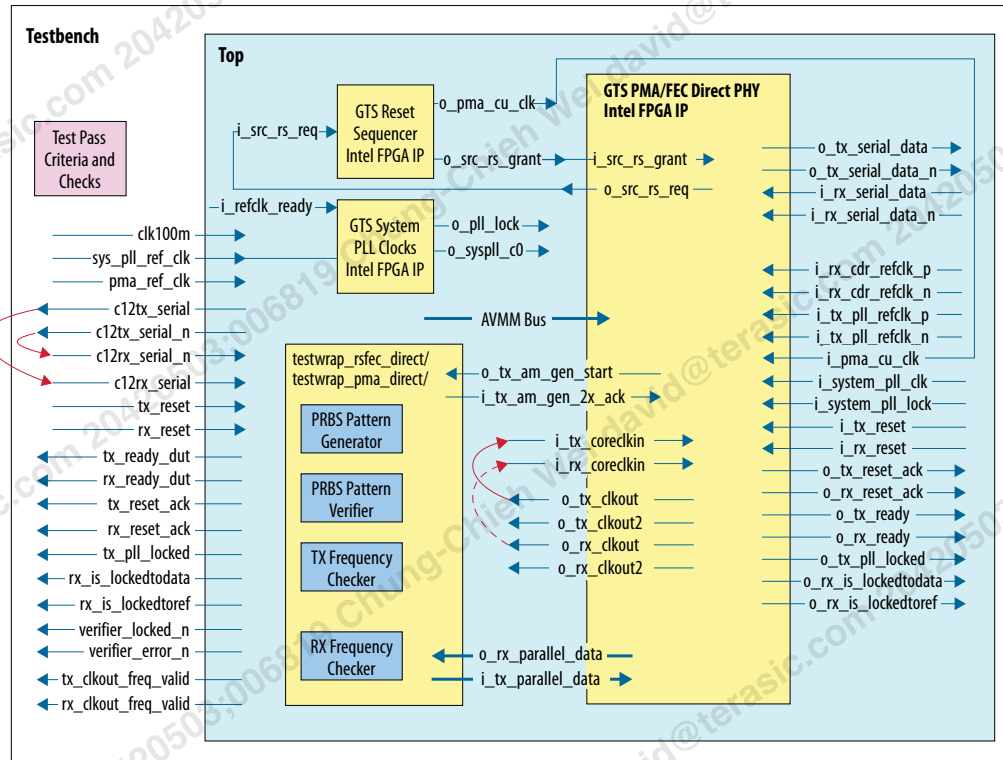 Testbench
Top
Test Pass
Criteria and
Checks
GTS Reset
Sequencer
Intel FPGA IP
i_src_rs_req
o_pma_cu_clk
o_src_rs_grant
i_refclk_ready
GTS System
PLL Clocks
Intel FPGA IP
o_pll_lock
o_syspll_c0
AVMM Bus
GTS PMA/FEC Direct PHY
Intel FPGA IP
i_src_rs_grant
o_src_rs_req
clk100m
sys_pll_ref_clk
pma_ref_clk
c12tx_serial
c12tx_serial_n
c12rx_serial_n
c12rx_serial
tx_reset
rx_reset
tx_ready_dut
rx_ready_dut
tx_reset_ack
rx_reset_ack
tx_pll_locked
rx_is_lockedtodata
rx_is_lockedtoref
verifier_locked_n
verifier_error_n
tx_clkout_freq_valid
rx_clkout_freq_valid
testwrap_rsfec_direct/
testwrap_pma_direct/
PRBS Pattern
Generator
PRBS Pattern
Verifier
TX Frequency
Checker
RX Frequency
Checker
o_tx_am_gen_start
i_tx_am_gen_2x_ack
i_tx_coreclkin
i_rx_coreclkin
o_tx_clkout
o_tx_clkout2
o_rx_clkout
o_rx_clkout2
o_rx_parallel_data
i_tx_parallel_data
o_tx_serial_data
o_tx_serial_data_n
i_rx_serial_data
i_rx_serial_data_n
i_rx_cdr_refclk_p
i_rx_cdr_refclk_n
i_tx_pll_refclk_p
i_tx_pll_refclk_n
i_pma_cu_clk
i_system_pll_clk
i_system_pll_lock
i_tx_reset
i_rx_reset
o_tx_reset_ack
o_rx_reset_ack
o_tx_ready
o_rx_ready
o_tx_pll_locked
o_rx_is_lockedtodata
o_rx_is_lockedtoref